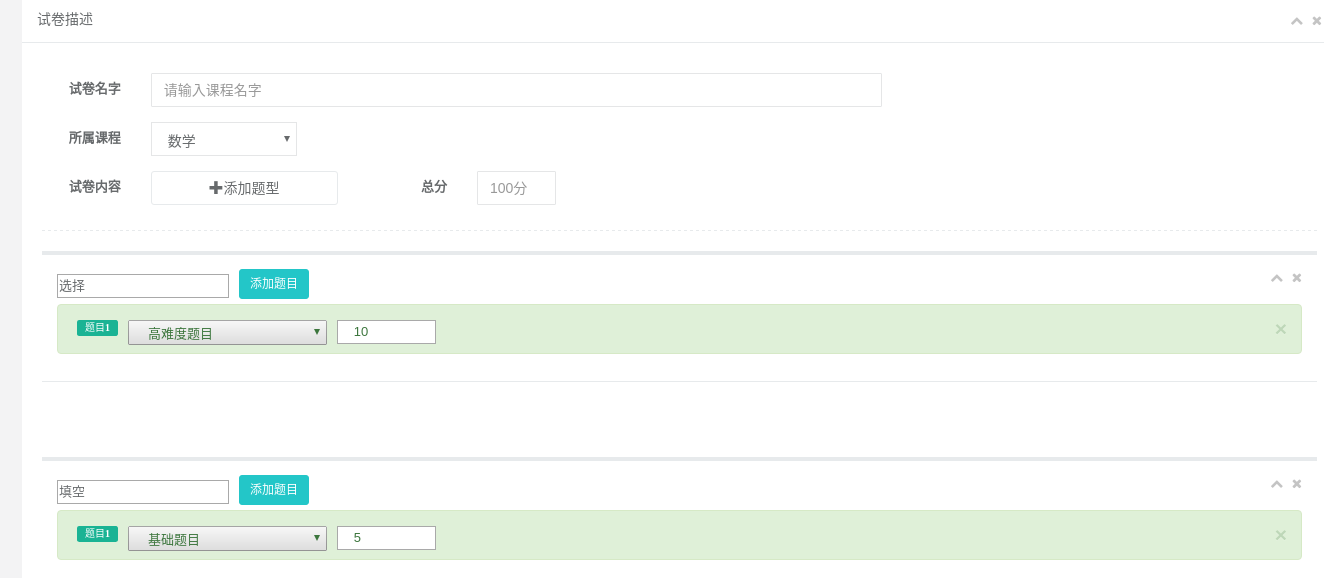 试卷描述
试卷名字 请输入课程名字
所属课程 数学
试卷内容 添加题型 总分 100分
选择 添加题目
题目1 高难度题目 10
填空 添加题目
题目1 基础题目 5